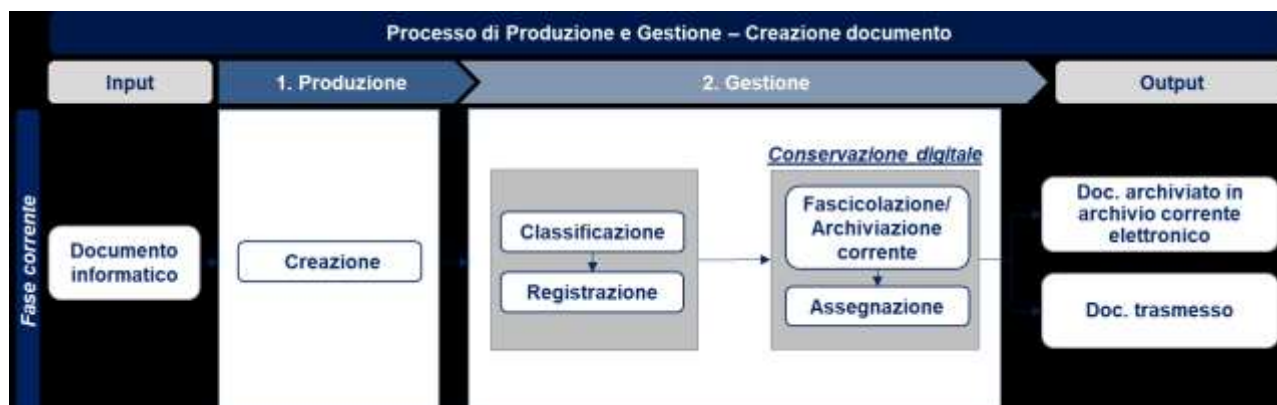 Processo di Produzione e Gestione – Creazione documento
Input
1. Produzione
2. Gestione
Output
Fase corrente
Documento
informatico
Creazione
Classificazione
Registrazione
Conservazione digitale
Fascicolazione/
Archiviazione
corrente
Assegnazione
Doc. archiviato in
archivio corrente
elettronico
Doc. trasmesso